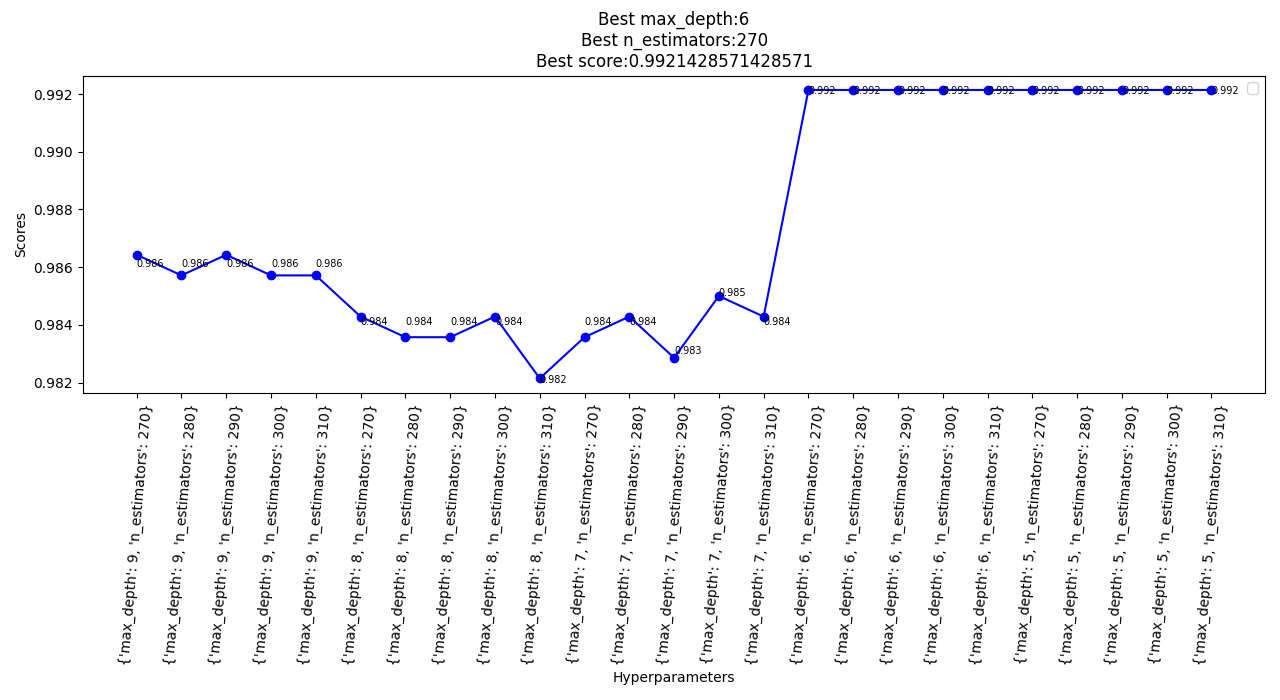 Best max_depth:6
Best n_estimators:270
Best score:0.9921428571428571
0.992
0.990
0.988
0.986
0.984
0.982
Scores
0.986
0.986
0.986
0.986
0.986
0.984
0.984
0.984
0.984
0.982
0.984
0.984
0.983
0.985
0.984
0.992
0.992
0.992
0.992
0.992
0.992
0.992
0.992
0.992
0.992
{'max_depth': 9, 'n_estimators': 270}
{'max_depth': 9, 'n_estimators': 280}
{'max_depth': 9, 'n_estimators': 290}
{'max_depth': 9, 'n_estimators': 300}
{'max_depth': 9, 'n_estimators': 310}
{'max_depth': 8, 'n_estimators': 270}
{'max_depth': 8, 'n_estimators': 280}
{'max_depth': 8, 'n_estimators': 290}
{'max_depth': 8, 'n_estimators': 300}
{'max_depth': 8, 'n_estimators': 310}
{'max_depth': 7, 'n_estimators': 270}
{'max_depth': 7, 'n_estimators': 280}
{'max_depth': 7, 'n_estimators': 290}
{'max_depth': 7, 'n_estimators': 300}
{'max_depth': 7, 'n_estimators': 310}
{'max_depth': 6, 'n_estimators': 270}
{'max_depth': 6, 'n_estimators': 280}
{'max_depth': 6, 'n_estimators': 290}
{'max_depth': 6, 'n_estimators': 300}
{'max_depth': 6, 'n_estimators': 310}
{'max_depth': 5, 'n_estimators': 270}
{'max_depth': 5, 'n_estimators': 280}
{'max_depth': 5, 'n_estimators': 290}
{'max_depth': 5, 'n_estimators': 300}
{'max_depth': 5, 'n_estimators': 310}
Hyperparameters